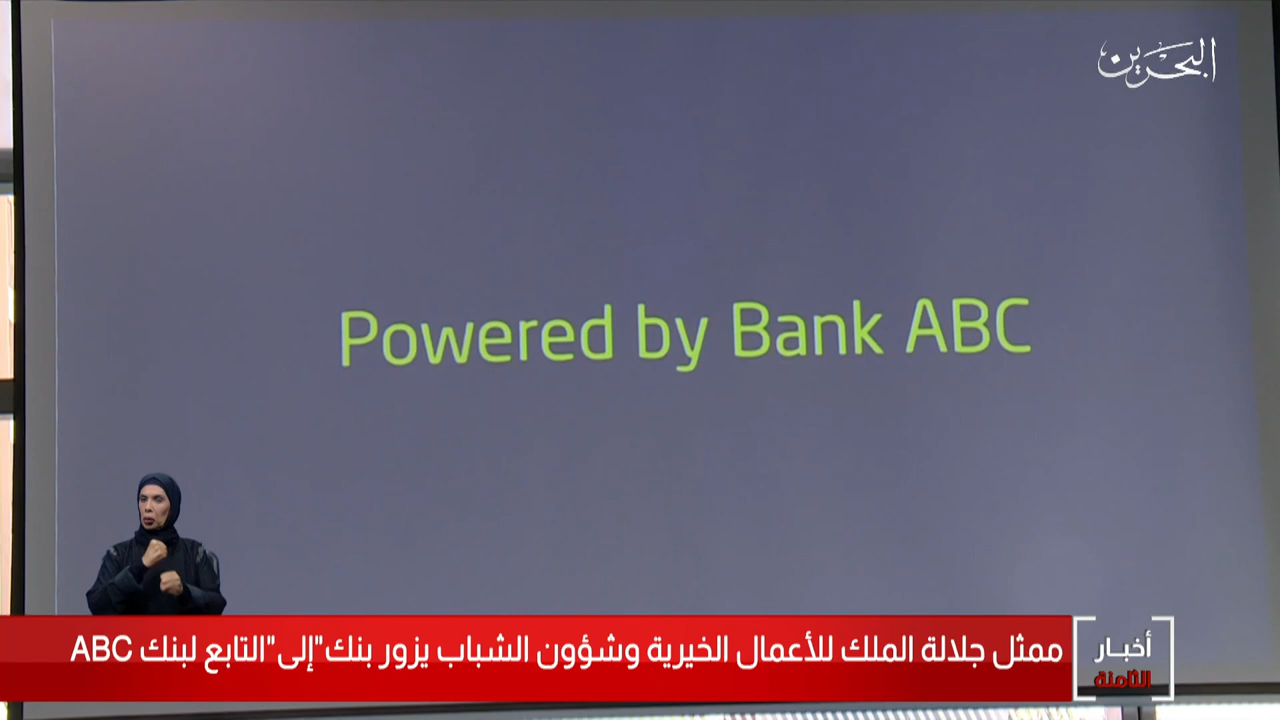 البحرين
Powered by Bank ABC
أخبار
الثامنة
ممثل جلالة الملك للأعمال الخيرية وشؤون الشباب يزور بنك"إلى"التابع لبنك ABC